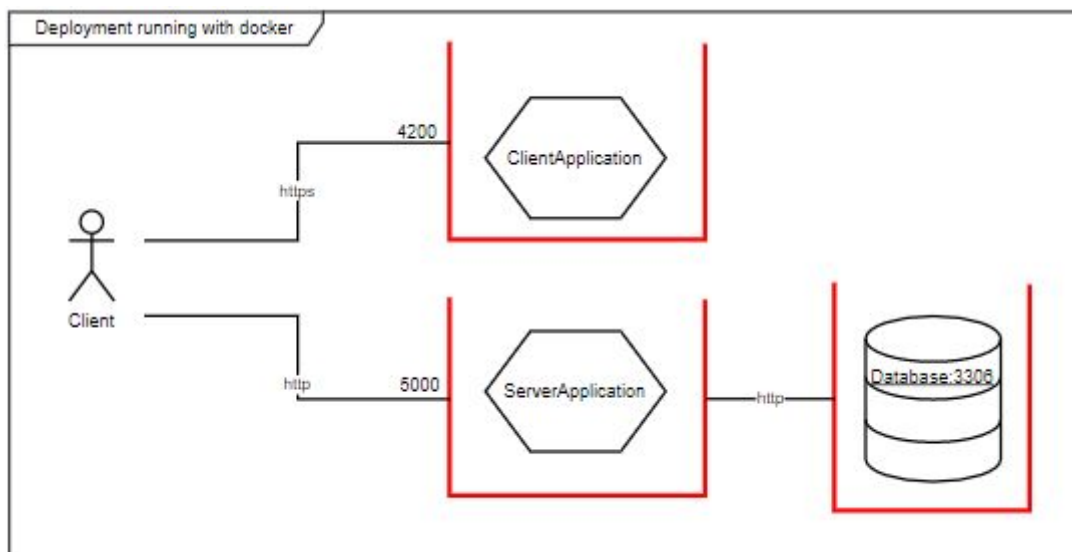 Deployment running with docker
4200
ClientApplication
https
Client
http
5000
ServerApplication
http
Database:3306